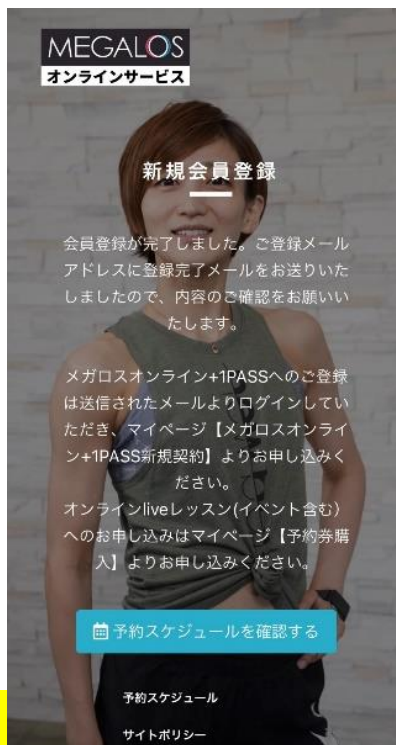 MEGALOS
オンラインサービス
新規会員登録
会員登録が完了しました。ご登録メール
アドレスに登録完了メールをお送りいた
しましたので、内容のご確認をお願いい
たします。
メガロスオンライン+1PASSへのご登録
は送信されたメールよりログインしてい
ただき、マイページ【メガロスオンライ
ン+1PASS新規契約】よりお申し込みく
ださい。
オンラインliveレッスン(イベント含む）
へのお申し込みはマイページ【予約券購
入】よりお申し込みください。
予約スケジュールを確認する
予約スケジュール
サイトポリシー